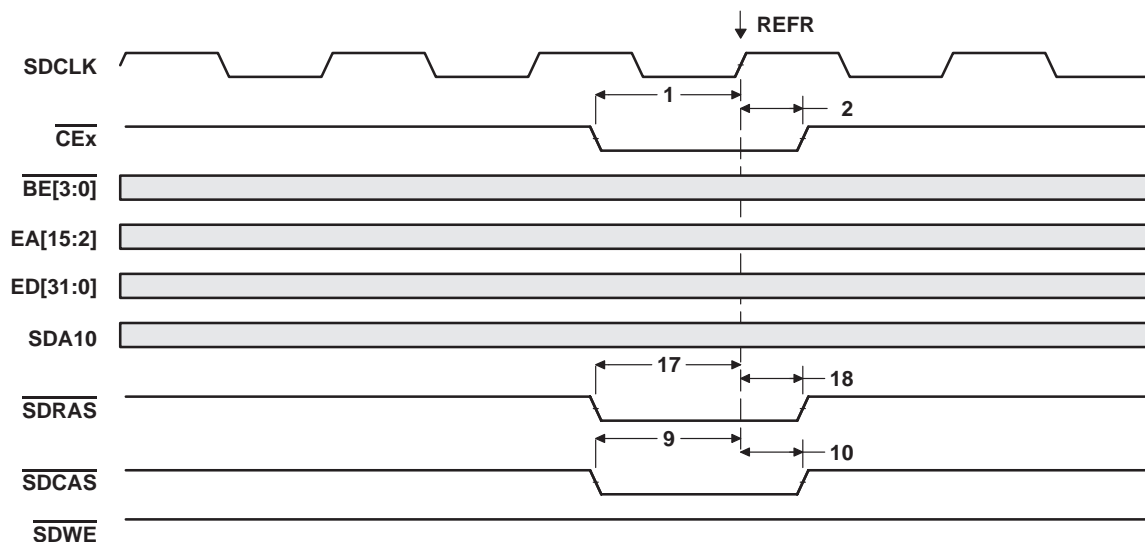 REFR
SDCLK
1
2
CEx
BE[3:0]
EA[15:2]
ED[31:0]
SDA10
17
18
SDRAS
9
10
SDCAS
SDWE